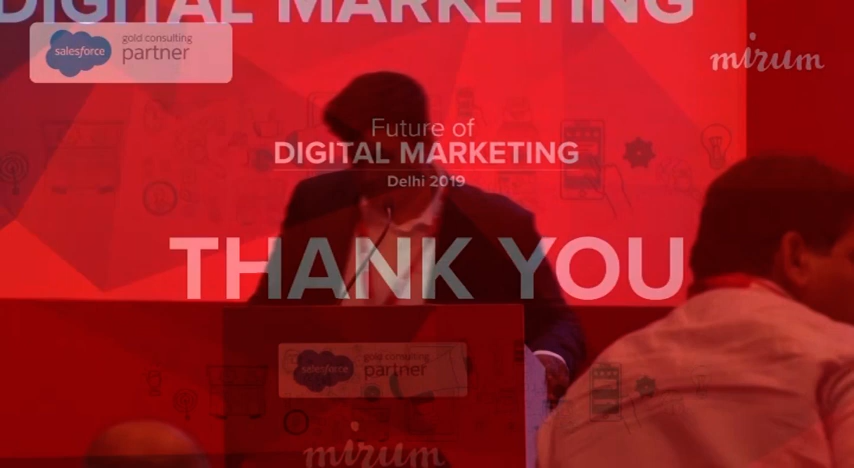 DIGITAL MARKETING
salesforce
gold consulting
partner
mirum
Future of
DIGITAL MARKETING
Delhi 2019
THANK YOU
salesforce
gold consulting
partner
mirum